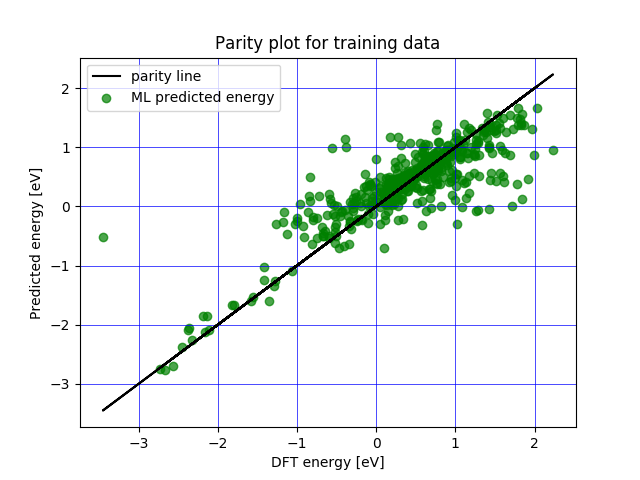 Parity plot for training data
parity line
ML predicted energy
Predicted energy [eV]
2
1
0
−1
−2
−3
−3
−2
−1
0
1
2
DFT energy [eV]